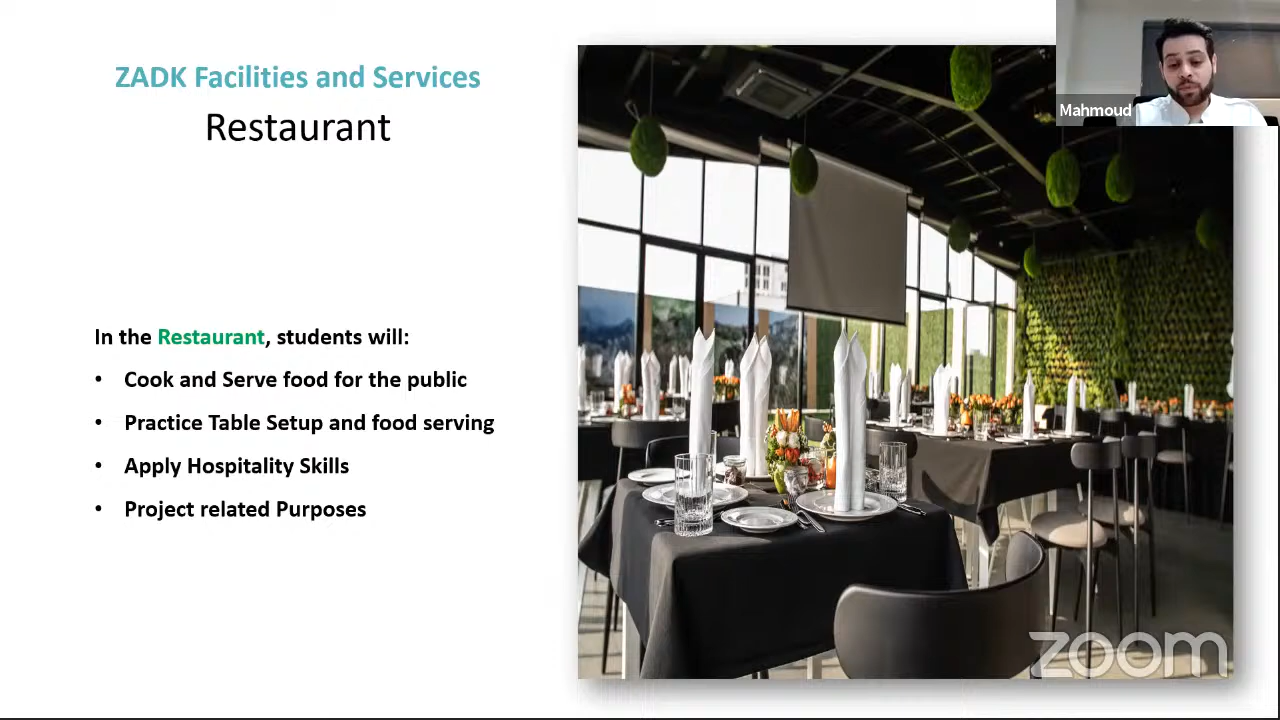 ZADK Facilities and Services
Restaurant
In the Restaurant, students will:
• Cook and Serve food for the public
• Practice Table Setup and food serving
• Apply Hospitality Skills
• Project related Purposes
Mahmoud
zoom